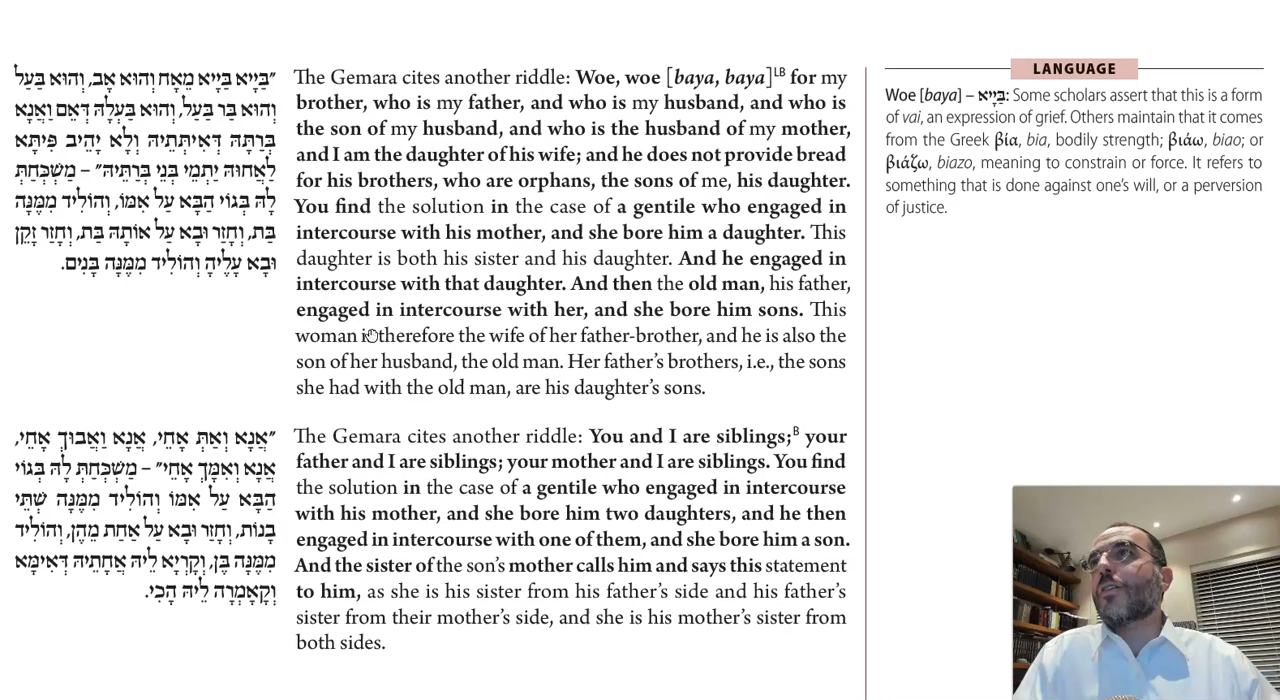 ״בַּיָּיא בַּיָּיא מֵאָח וְהוּא אָב, וְהוּא בַּעַל
וְהוּא בַּר בַּעַל, וְהוּא בַּעְלָהּ דְּאֵם וַאֲנָא
בְּרַתָּהּ דְּאִיתְּתֵיהּ וְלָא יָהֵיב פִּיתָּא
לַאֲחוּהּ יַתְמֵי בְּנֵי בְּרַתֵּיהּ״ – מַשְׁכַּחַתְּ
לַהּ בְּגוֹי הַבָּא עַל אִמּוֹ, וְהוֹלִיד מִמֶּנָּה
בַּת, וְחָזַר וּבָא עַל אוֹתָהּ בַּת, וְחָזַר זָקֵן
וּבָא עָלֶיהָ וְהוֹלִיד מִמֶּנָּה בָּנִים.
The Gemara cites another riddle: Woe, woe [baya, baya]LB for my
brother, who is my father, and who is my husband, and who is
the son of my husband, and who is the husband of my mother,
and I am the daughter of his wife; and he does not provide bread
for his brothers, who are orphans, the sons of me, his daughter.
You find the solution in the case of a gentile who engaged in
intercourse with his mother, and she bore him a daughter. This
daughter is both his sister and his daughter. And he engaged in
intercourse with that daughter. And then the old man, his father,
engaged in intercourse with her, and she bore him sons. This
woman is therefore the wife of her father-brother, and he is also the
son of her husband, the old man. Her father's brothers, i.e., the sons
she had with the old man, are his daughter's sons.
״אֲנָא וְאַתְּ אָחֵי, אֲנָא וַאֲבוּךְ אָחֵי,
אֲנָא וְאִמָּךְ אָחֵי״ – מַשְׁכַּחַתְּ לַהּ בְּגוֹי
הַבָּא עַל אִמּוֹ וְהוֹלִיד מִמֶּנָּה שְׁתֵּי
בָנוֹת, וְחָזַר וּבָא עַל אַחַת מֵהֶן, וְהוֹלִיד
מִמֶּנָּה בֵּן, וְקָרְיָא לֵיהּ אֲחָתֵיהּ דְּאִימָּא
וְקָאָמְרָה לֵיהּ הָכִי.
The Gemara cites another riddle: You and I are siblings;B your
father and I are siblings; your mother and I are siblings. You find
the solution in the case of a gentile who engaged in intercourse
with his mother, and she bore him two daughters, and he then
engaged in intercourse with one of them, and she bore him a son.
And the sister of the son's mother calls him and says this statement
to him, as she is his sister from his father's side and his father's
sister from their mother's side, and she is his mother's sister from
both sides.
LANGUAGE
Woe [baya] – בַּיָּיא: Some scholars assert that this is a form
of vai, an expression of grief. Others maintain that it comes
from the Greek βία, bia, bodily strength; βιάω, biao; or
βιάζω, biazo, meaning to constrain or force. It refers to
something that is done against one's will, or a perversion
of justice.